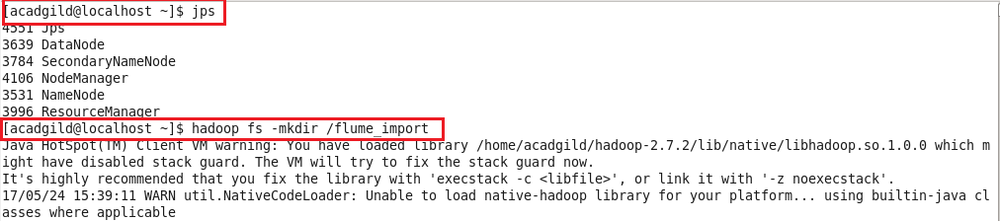 [acadgild@localhost ~]$ jps
4551 Jps
3639 DataNode
3784 SecondaryNameNode
4106 NodeManager
3531 NameNode
3996 ResourceManager
[acadgild@localhost ~]$ hadoop fs -mkdir /flume_import
Java HotSpot(TM) Client VM warning: You have loaded library /home/acadgild/hadoop-2.7.2/lib/native/libhadoop.so.1.0.0 which m
ight have disabled stack guard. The VM will try to fix the stack guard now.
It's highly recommended that you fix the library with 'execstack -c <libfile>', or link it with '-z noexecstack'.
17/05/24 15:39:11 WARN util.NativeCodeLoader: Unable to load native-hadoop library for your platform... using builtin-java cl
asses where applicable